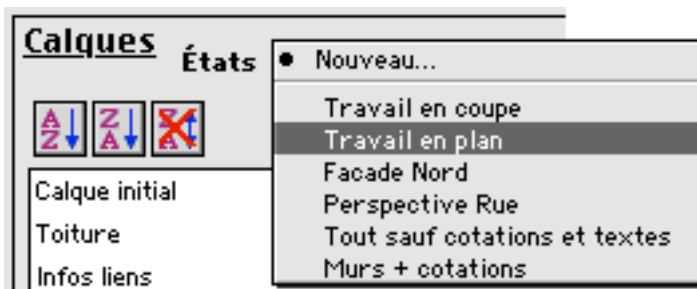 Calques
États
• Nouveau...
A
Z
Z
A
Z
A
Travail en coupe
Travail en plan
Facade Nord
Perspective Rue
Tout sauf cotations et textes
Murs + cotations
Calque initial
Toiture
Infos liens